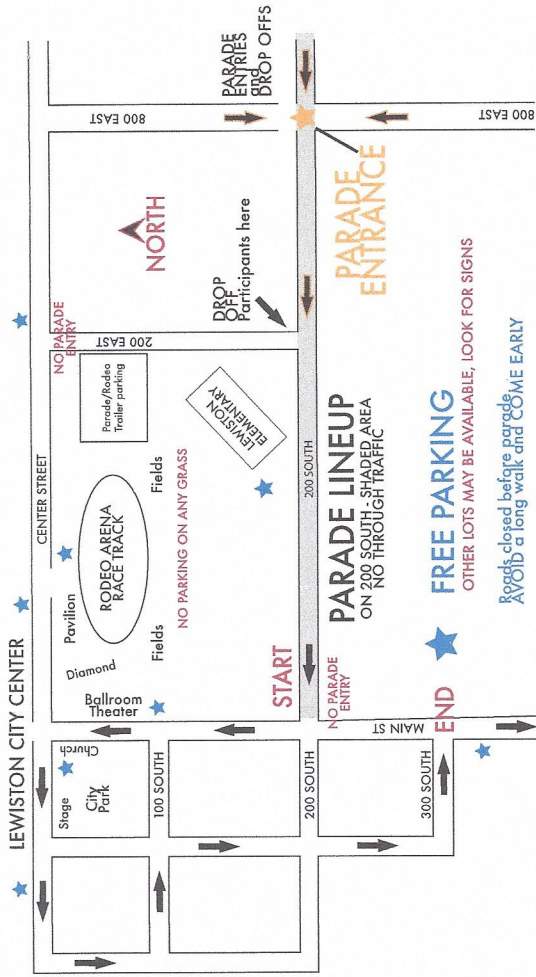 LEWISTON CITY CENTER
CENTER STREET
Stage
Church
City
Park
Ballroom
Theater
Diamond
Pavilion
RODEO ARENA
RACE TRACK
Parade/Rodeo
Trailer parking
NO PARADE
ENTRY
200 EAST
800 EAST
NORTH
100 SOUTH
Fields
Fields
NO PARKING ON ANY GRASS
LEWISTON
ELEMENTARY
DROP
OFF
Participants here
PARADE
ENTRIES
and
DROP OFFS
START
200 SOUTH
200 SOUTH
NO PARADE
ENTRY
PARADE LINEUP
ON 200 SOUTH - SHADED AREA
NO THROUGH TRAFFIC
PARADE
ENTRANCE
MAIN ST
300 SOUTH
END
FREE PARKING
OTHER LOTS MAY BE AVAILABLE, LOOK FOR SIGNS
Roads closed before parade
AVOID a long walk and COME EARLY
800 EAST